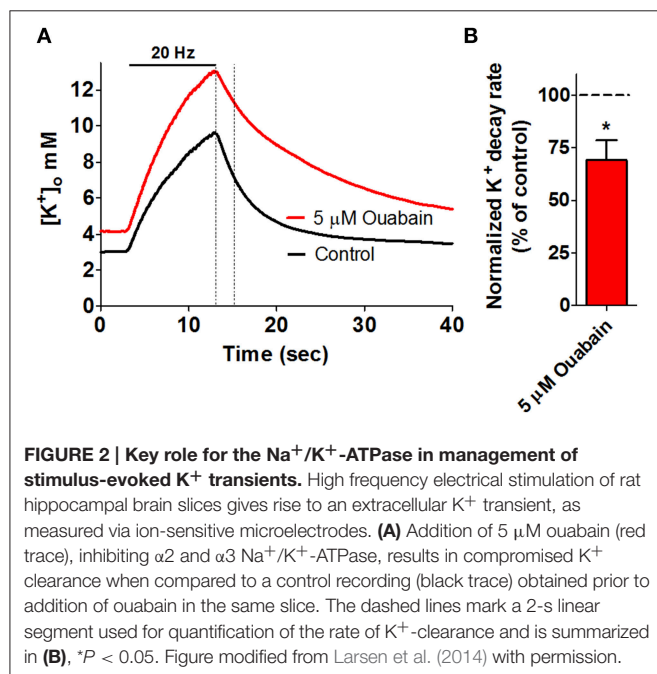 A
20 Hz
12
10
8
6
4
2
0
[K⁺]ₒ mM
5 µM Ouabain
Control
0
10
20
30
40
Time (sec)
B
100
75
50
25
0
*
Normalized K⁺ decay rate
(% of control)
5 µM Ouabain
FIGURE 2 | Key role for the Na⁺/K⁺-ATPase in management of
stimulus-evoked K⁺ transients. High frequency electrical stimulation of rat
hippocampal brain slices gives rise to an extracellular K⁺ transient, as
measured via ion-sensitive microelectrodes. (A) Addition of 5 µM ouabain (red
trace), inhibiting α2 and α3 Na⁺/K⁺-ATPase, results in compromised K⁺
clearance when compared to a control recording (black trace) obtained prior to
addition of ouabain in the same slice. The dashed lines mark a 2-s linear
segment used for quantification of the rate of K⁺-clearance and is summarized
in (B), *P < 0.05. Figure modified from Larsen et al. (2014) with permission.